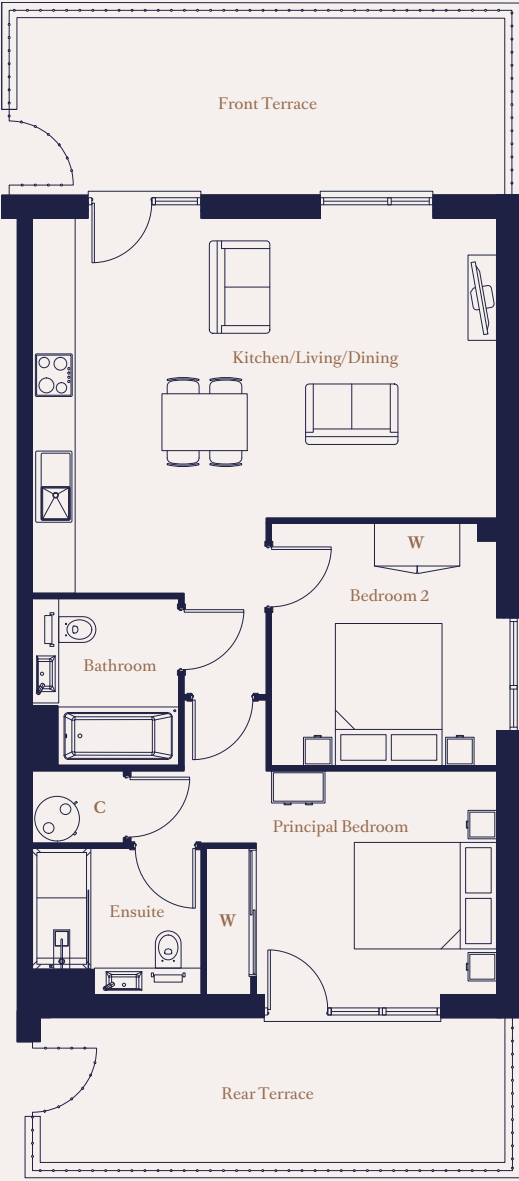 Front Terrace
Kitchen/Living/Dining
W
Bedroom 2
Bathroom
C
Principal Bedroom
Ensuite
W
Rear Terrace